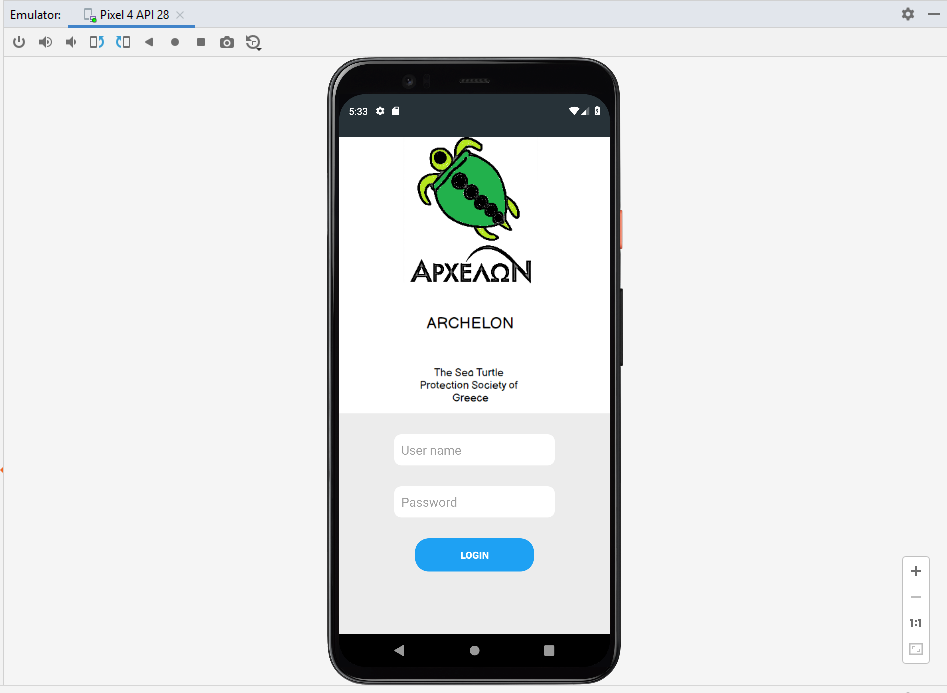 Emulator: Pixel 4 API 28
5:33
ΑΡΧΕΛΩΝ
ARCHELON
The Sea Turtle
Protection Society of
Greece
User name
Password
LOGIN
1:1